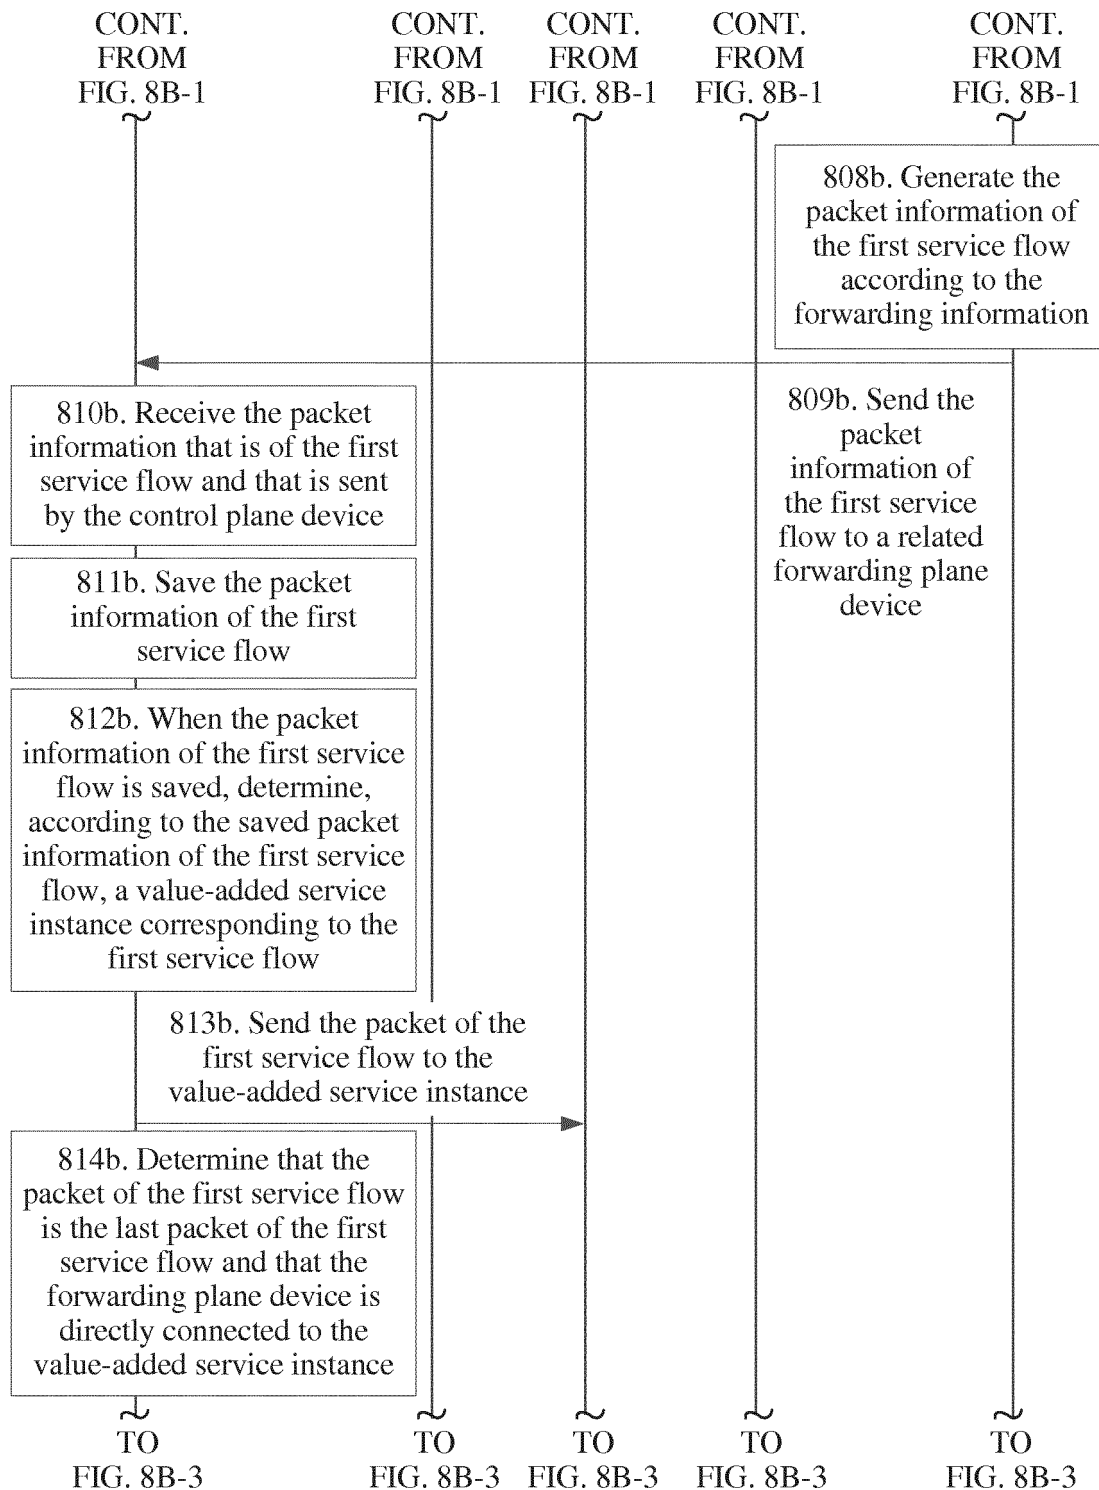 CONT. FROM FIG. 8B-1
CONT. FROM FIG. 8B-1
CONT. FROM FIG. 8B-1
CONT. FROM FIG. 8B-1
CONT. FROM FIG. 8B-1
808b. Generate the
packet information of
the first service flow
according to the
forwarding information
809b. Send the
packet
information of
the first service
flow to a related
forwarding plane
device
810b. Receive the packet
information that is of the first
service flow and that is sent
by the control plane device
811b. Save the packet
information of the first
service flow
812b. When the packet
information of the first service
flow is saved, determine,
according to the saved packet
information of the first service
flow, a value-added service
instance corresponding to the
first service flow
813b. Send the packet of the
first service flow to the
value-added service instance
814b. Determine that the
packet of the first service flow
is the last packet of the first
service flow and that the
forwarding plane device is
directly connected to the
value-added service instance
TO FIG. 8B-3
TO FIG. 8B-3
TO FIG. 8B-3
TO FIG. 8B-3
TO FIG. 8B-3